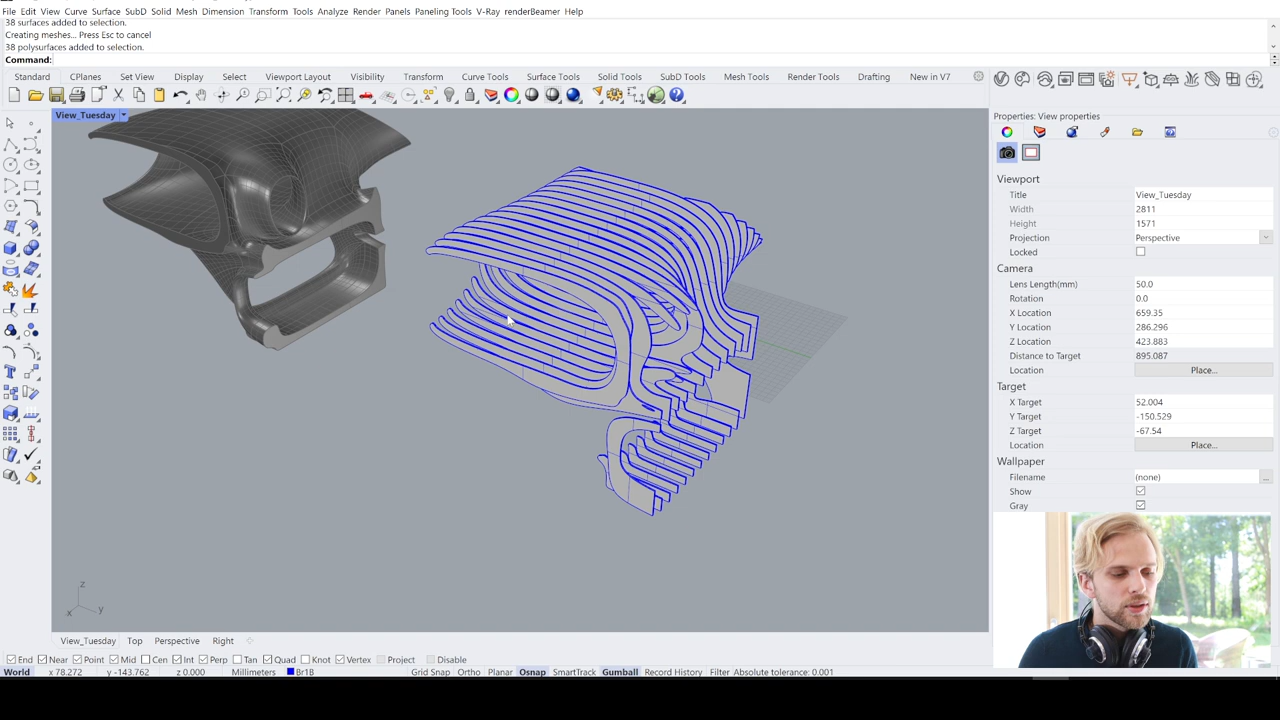 File Edit View Curve Surface SubD Solid Mesh Dimension Transform Tools Analyze Render Panels Paneling Tools V-Ray renderBeamer Help
38 surfaces added to selection.
Creating meshes... Press Esc to cancel
38 polysurfaces added to selection.
Command:
Standard CPlanes Set View Display Select Viewport Layout Visibility Transform Curve Tools Surface Tools Solid Tools SubD Tools Mesh Tools Render Tools Drafting New in V7
View_Tuesday
Properties: View properties
Viewport
Title View_Tuesday
Width 2811
Height 1571
Projection Perspective
Locked
Camera
Lens Length(mm) 50.0
Rotation 0.0
X Location 659.35
Y Location 286.296
Z Location 423.883
Distance to Target 895.087
Location Place...
Target
X Target 52.004
Y Target -150.529
Z Target -67.54
Location Place...
Wallpaper
Filename (none) ...
Show
Gray
z
x y
View_Tuesday Top Perspective Right
End Near Point Mid Cen Int Perp Tan Quad Knot Vertex Project Disable
World x 78.272 y -143.762 z 0.000 Millimeters Br1B Grid Snap Ortho Planar Osnap SmartTrack Gumball Record History Filter Absolute tolerance: 0.001